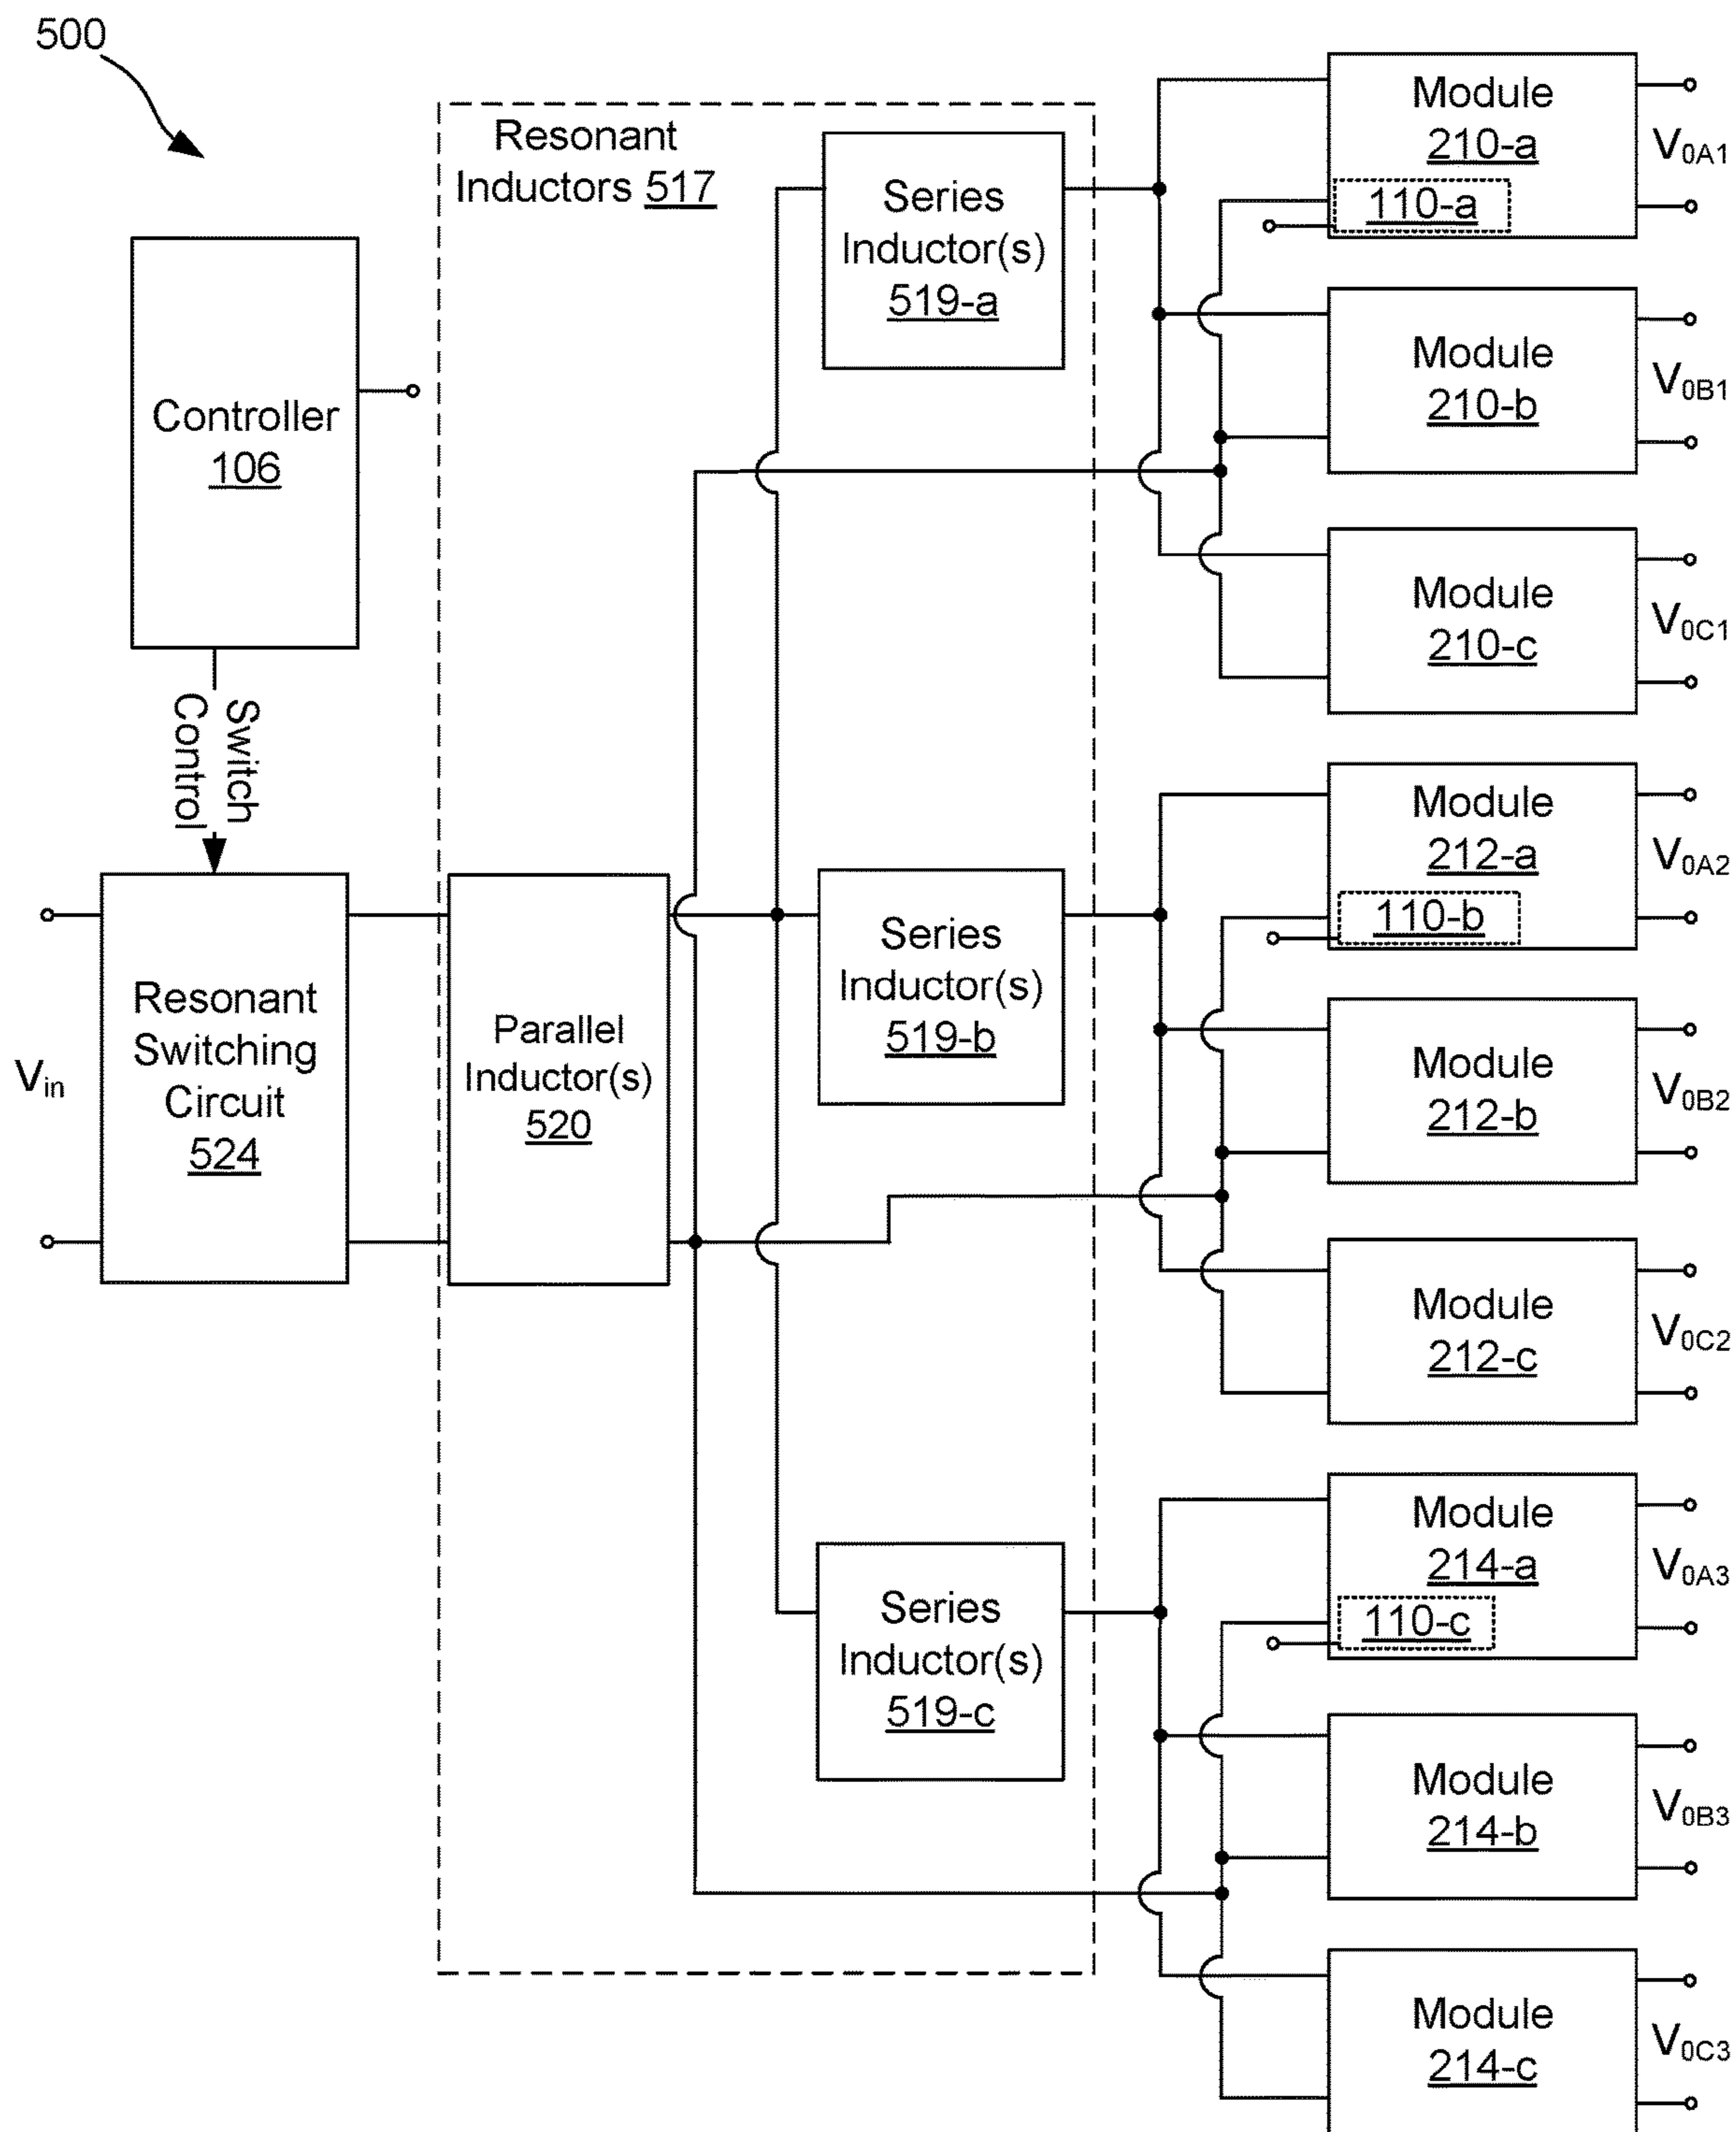 500
Resonant
Inductors 517
Series
Inductor(s)
519-a
Controller
106
Switch
Control
Resonant
Switching
Circuit
524
Vin
Parallel
Inductor(s)
520
Series
Inductor(s)
519-b
Series
Inductor(s)
519-c
Module
210-a
110-a
V0A1
Module
210-b
V0B1
Module
210-c
V0C1
Module
212-a
110-b
V0A2
Module
212-b
V0B2
Module
212-c
V0C2
Module
214-a
110-c
V0A3
Module
214-b
V0B3
Module
214-c
V0C3